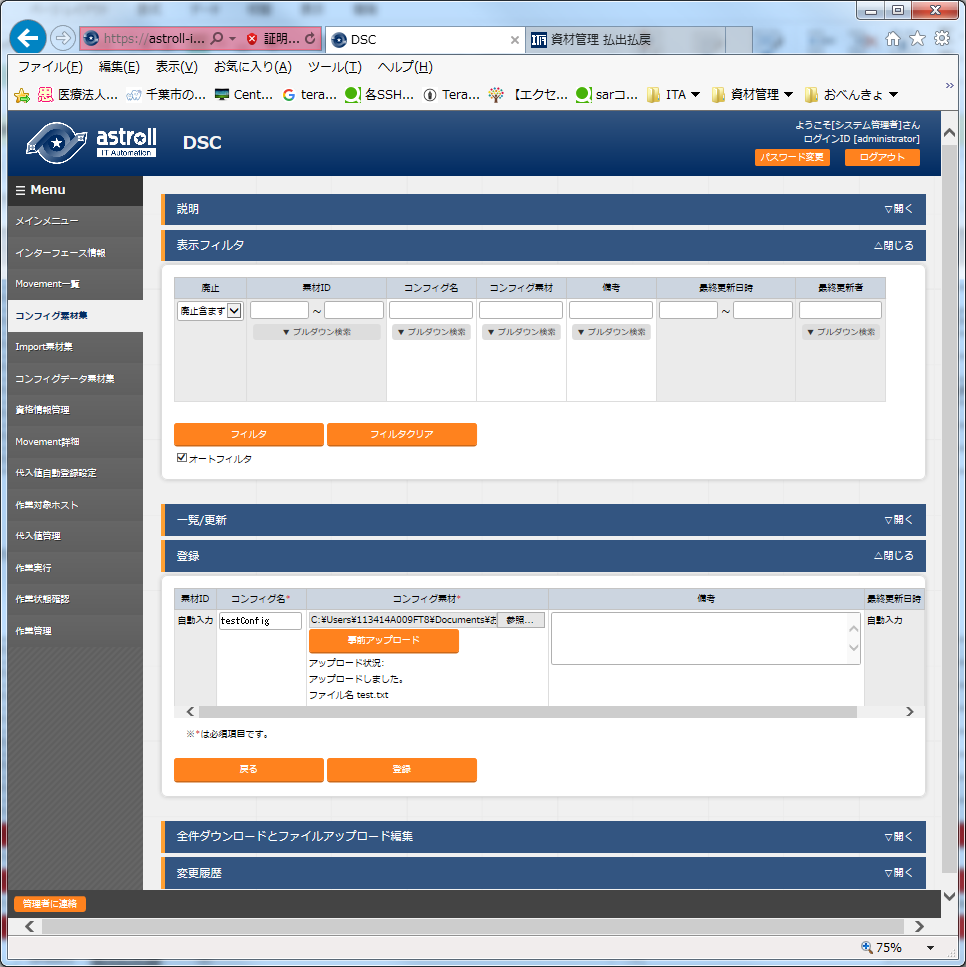 https://astroll-i...
証明...
DSC
資材管理 払出払戻
ファイル(F) 編集(E) 表示(V) お気に入り(A) ツール(T) ヘルプ(H)
医療法人... 千葉市の... Cent... tera... 各SSH... Tera... 【エクセ... sarコ... ITA 資材管理 おべんきょ
astroll
IT Automation
DSC
ようこそ[システム管理者]さん
ログインID [administrator]
パスワード変更 ログアウト
☰ Menu
メインメニュー
インターフェース情報
Movement一覧
コンフィグ素材集
Import素材集
コンフィグデータ素材集
資格情報管理
Movement詳細
代入値自動登録設定
作業対象ホスト
代入値管理
作業実行
作業状態確認
作業管理
説明 ▽開く
表示フィルタ △閉じる
廃止 素材ID コンフィグ名 コンフィグ素材 備考 最終更新日時 最終更新者
廃止含まず ~ ~
▼ プルダウン検索 ▼ プルダウン検索 ▼ プルダウン検索 ▼ プルダウン検索 ▼ プルダウン検索
フィルタ フィルタクリア
オートフィルタ
一覧/更新 ▽開く
登録 △閉じる
素材ID コンフィグ名* コンフィグ素材* 備考 最終更新日時
自動入力 testConfig C:¥Users¥113414A009FT8¥Documents¥お 参照... 自動入力
事前アップロード
アップロード状況:
アップロードしました。
ファイル名 test.txt
※*は必須項目です。
戻る 登録
全件ダウンロードとファイルアップロード編集 ▽開く
変更履歴 ▽開く
管理者に連絡
75%